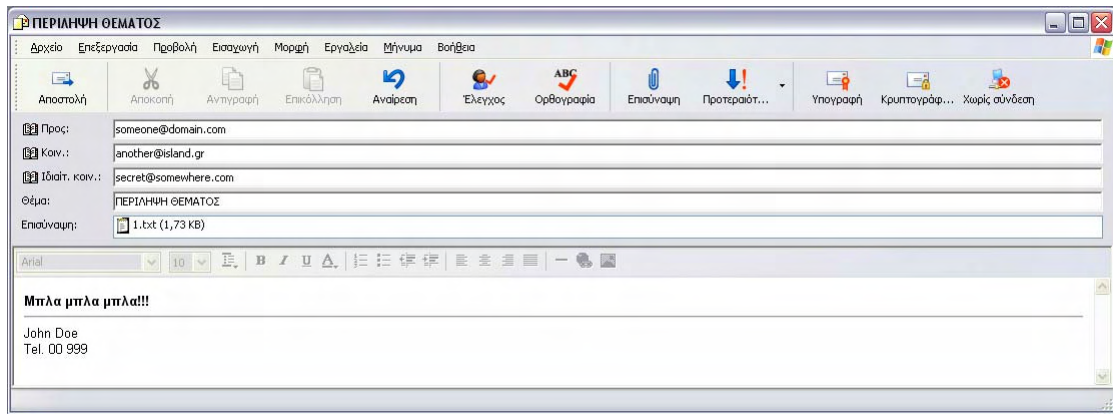 ΠΕΡΙΛΗΨΗ ΘΕΜΑΤΟΣ
Αρχείο Επεξεργασία Προβολή Εισαγωγή Μορφή Εργαλεία Μήνυμα Βοήθεια
Αποστολή Αποκοπή Αντιγραφή Επικόλληση Αναίρεση Έλεγχος Ορθογραφία Επισύναψη Προτεραιότ... Υπογραφή Κρυπτογράφ... Χωρίς σύνδεση
Προς: someone@domain.com
Κοιν.: another@island.gr
Ιδιαίτ. κοιν.: secret@somewhere.com
Θέμα: ΠΕΡΙΛΗΨΗ ΘΕΜΑΤΟΣ
Επισύναψη: 1.txt (1,73 KB)
Arial 10 B I U A
Μπλα μπλα μπλα!!!
John Doe
Tel. 00 999